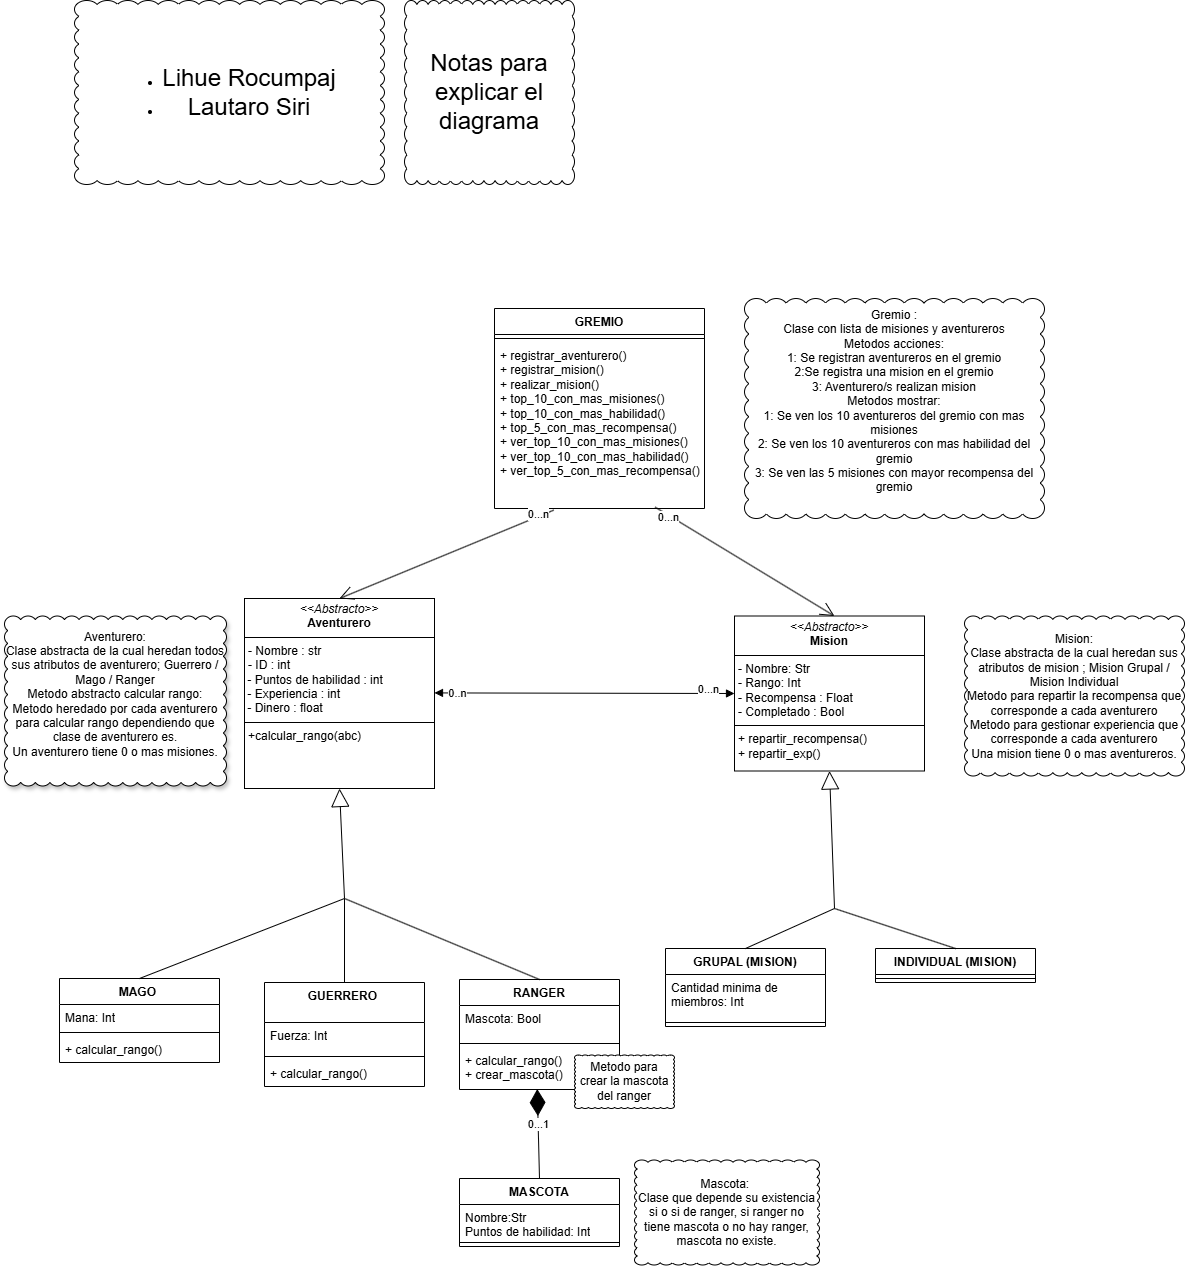 • Lihue Rocumpaj
• Lautaro Siri
Notas para
explicar el
diagrama
GREMIO
+ registrar_aventurero()
+ registrar_mision()
+ realizar_mision()
+ top_10_con_mas_misiones()
+ top_10_con_mas_habilidad()
+ top_5_con_mas_recompensa()
+ ver_top_10_con_mas_misiones()
+ ver_top_10_con_mas_habilidad()
+ ver_top_5_con_mas_recompensa()
Gremio :
Clase con lista de misiones y aventureros
Metodos acciones:
1: Se registran aventureros en el gremio
2:Se registra una mision en el gremio
3: Aventurero/s realizan mision
Metodos mostrar:
1: Se ven los 10 aventureros del gremio con mas
misiones
2: Se ven los 10 aventureros con mas habilidad del
gremio
3: Se ven las 5 misiones con mayor recompensa del
gremio
0...n
0...n
Aventurero:
Clase abstracta de la cual heredan todos
sus atributos de aventurero; Guerrero /
Mago / Ranger
Metodo abstracto calcular rango:
Metodo heredado por cada aventurero
para calcular rango dependiendo que
clase de aventurero es.
Un aventurero tiene 0 o mas misiones.
<<Abstracto>>
Aventurero
- Nombre : str
- ID : int
- Puntos de habilidad : int
- Experiencia : int
- Dinero : float
+calcular_rango(abc)
0..n
0...n
<<Abstracto>>
Mision
- Nombre: Str
- Rango: Int
- Recompensa : Float
- Completado : Bool
+ repartir_recompensa()
+ repartir_exp()
Mision:
Clase abstracta de la cual heredan sus
atributos de mision ; Mision Grupal /
Mision Individual
Metodo para repartir la recompensa que
corresponde a cada aventurero
Metodo para gestionar experiencia que
corresponde a cada aventurero
Una mision tiene 0 o mas aventureros.
MAGO
Mana: Int
+ calcular_rango()
GUERRERO
Fuerza: Int
+ calcular_rango()
RANGER
Mascota: Bool
+ calcular_rango()
+ crear_mascota()
Metodo para
crear la mascota
del ranger
GRUPAL (MISION)
Cantidad minima de
miembros: Int
INDIVIDUAL (MISION)
0...1
MASCOTA
Nombre:Str
Puntos de habilidad: Int
Mascota:
Clase que depende su existencia
si o si de ranger, si ranger no
tiene mascota o no hay ranger,
mascota no existe.